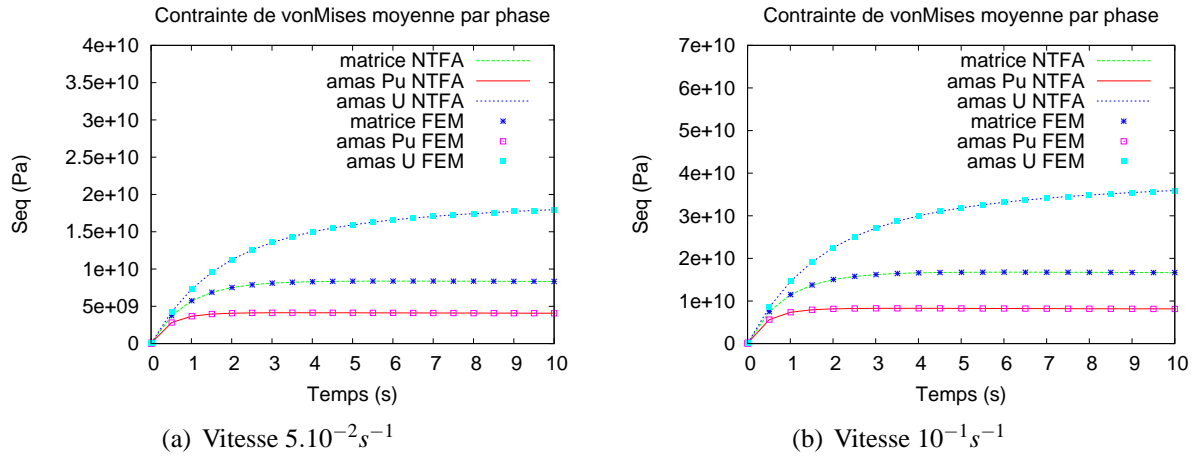 Contrainte de vonMises moyenne par phase
4e+10
3.5e+10
3e+10
2.5e+10
2e+10
1.5e+10
1e+10
5e+09
0
Seq (Pa)
matrice NTFA
amas Pu NTFA
amas U NTFA
matrice FEM
amas Pu FEM
amas U FEM
0 1 2 3 4 5 6 7 8 9 10
Temps (s)
(a) Vitesse 5.10−2s−1
Contrainte de vonMises moyenne par phase
7e+10
6e+10
5e+10
4e+10
3e+10
2e+10
1e+10
0
Seq (Pa)
matrice NTFA
amas Pu NTFA
amas U NTFA
matrice FEM
amas Pu FEM
amas U FEM
0 1 2 3 4 5 6 7 8 9 10
Temps (s)
(b) Vitesse 10−1s−1